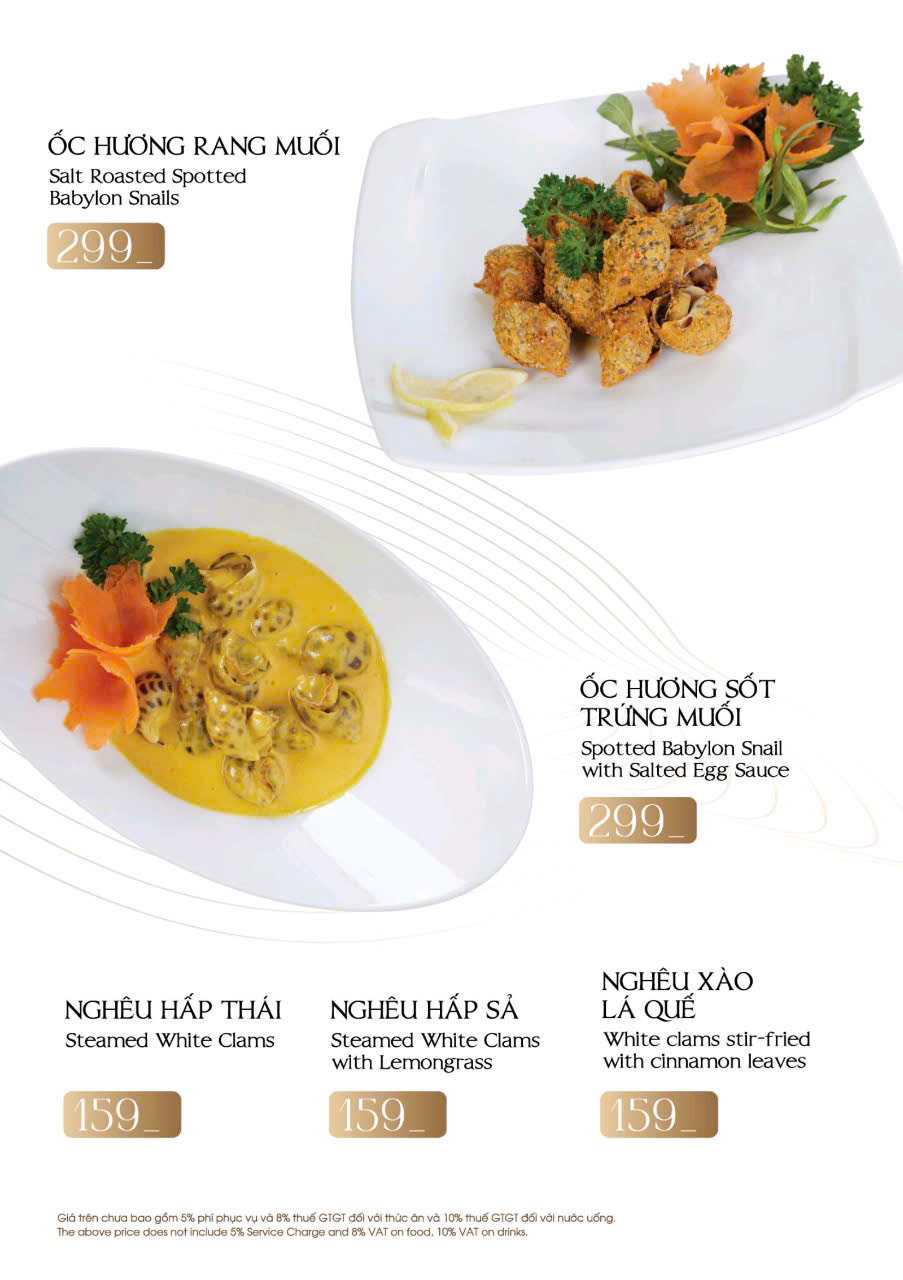 ỐC HƯƠNG RANG MUỐI
Salt Roasted Spotted
Babylon Snails
299_
ỐC HƯƠNG SỐT
TRỨNG MUỐI
Spotted Babylon Snail
with Salted Egg Sauce
299_
NGHÊU HẤP THÁI
Steamed White Clams
159_
NGHÊU HẤP SẢ
Steamed White Clams
with Lemongrass
159_
NGHÊU XÀO
LÁ QUẾ
White clams stir-fried
with cinnamon leaves
159_
Giá trên chưa bao gồm 5% phí phục vụ và 8% thuế GTGT đối với thức ăn và 10% thuế GTGT đối với nước uống.
The above price does not include 5% Service Charge and 8% VAT on food, 10% VAT on drinks.